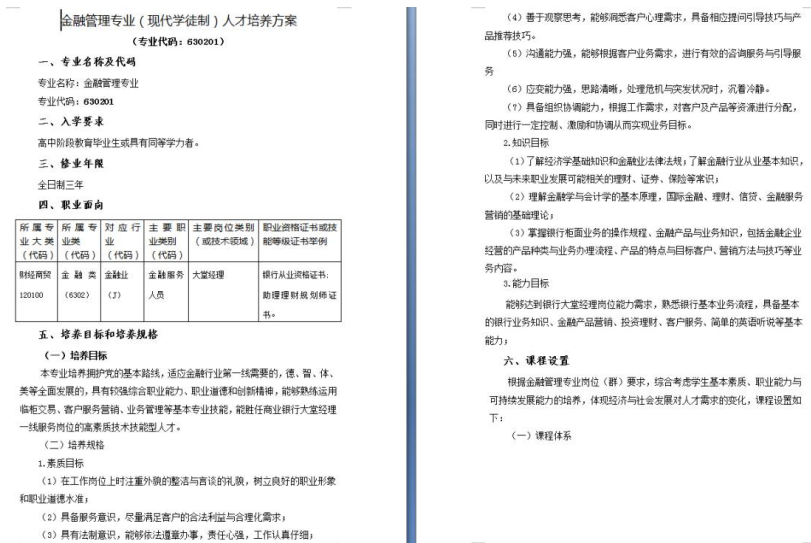 金融管理专业（现代学徒制）人才培养方案
（专业代码：630201）
一、专业名称及代码
专业名称：金融管理专业
专业代码：630201
二、入学要求
高中阶段教育毕业生或具有同等学力者。
三、修业年限
全日制三年
四、职业面向
所属专业大类（代码） 所属专业类（代码） 对应行业（代码） 主要职业类别（代码） 主要岗位类别（或技术领域） 职业资格证书或技能等级证书举例
财经商贸 120100 金融类（6302） 金融业（J） 金融服务人员 大堂经理 银行从业资格证书；助理理财规划师证书。
五、培养目标和培养规格
（一）培养目标
本专业培养拥护党的基本路线，适应金融行业第一线需要的，德、智、体、
美等全面发展的，具有较强综合职业能力、职业道德和创新精神，能够熟练运用
临柜交易、客户服务营销、业务管理等基本专业技能，能胜任商业银行大堂经理
一线服务岗位的高素质技术技能型人才。
（二）培养规格
1.素质目标
（1）在工作岗位上时注重外貌的整洁与言谈的礼貌，树立良好的职业形象
和职业道德水准；
（2）具备服务意识，尽量满足客户的合法利益与合理化需求；
（3）具有法制意识，能够依法遵章办事，责任心强，工作认真仔细；
（4）善于观察思考，能够洞悉客户心理需求，具备相应提问引导技巧与产
品推荐技巧。
（5）沟通能力强，能够根据客户业务需求，进行有效的咨询服务与引导服
务
（6）应变能力强，思路清晰，处理危机与突发状况时，沉着冷静。
（7）具备组织协调能力，根据工作需求，对客户及产品等资源进行分配，
同时进行一定控制、激励和协调从而实现业务目标。
2.知识目标
（1）了解经济学基础知识和金融业法律法规；了解金融行业从业基本知识，
以及与未来职业发展可能相关的理财、证券、保险等常识；
（2）理解金融学与会计学的基本原理，国际金融、理财、信贷、金融服务
营销的基础理论；
（3）掌握银行柜面业务的操作规程、金融产品与业务知识，包括金融企业
经营的产品种类与业务办理流程、产品的特点与目标客户、营销方法与技巧等业
务内容。
3.能力目标
能够达到银行大堂经理岗位能力需求，熟悉银行基本业务流程，具备基本
的银行业务知识、金融产品营销、投资理财、客户服务、简单的英语听说等基本
能力；
六、课程设置
根据金融管理专业岗位（群）要求，综合考虑学生基本素质、职业能力与
可持续发展能力的培养，体现经济与社会发展对人才需求的变化，课程设置如
下：
（一）课程体系